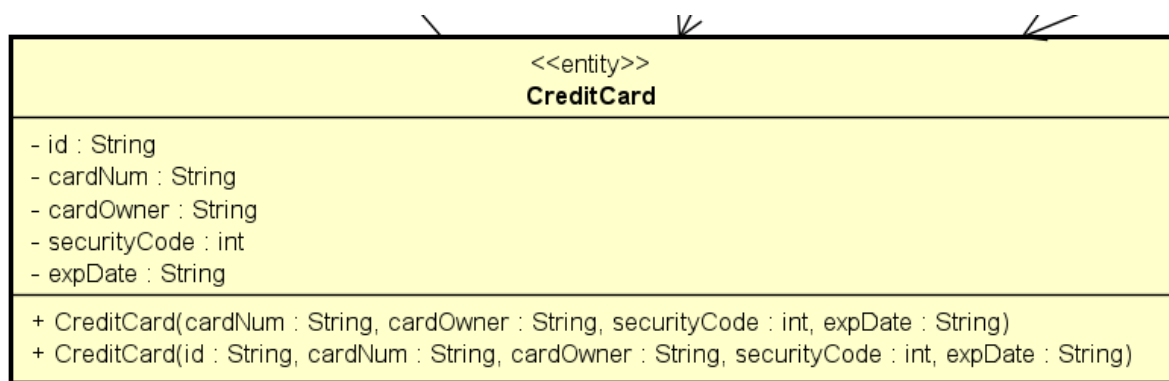 <<entity>>
CreditCard
- id : String
- cardNum : String
- cardOwner : String
- securityCode : int
- expDate : String
+ CreditCard(cardNum : String, cardOwner : String, securityCode : int, expDate : String)
+ CreditCard(id : String, cardNum : String, cardOwner : String, securityCode : int, expDate : String)